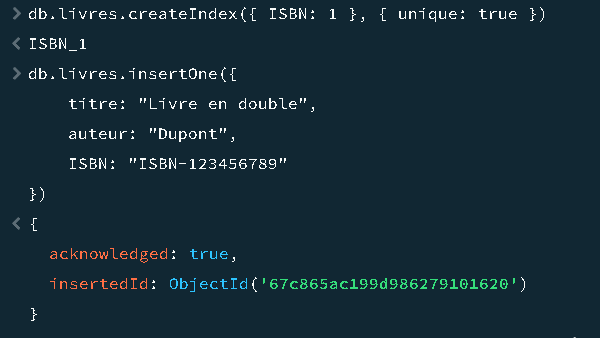 > db.livres.createIndex({ ISBN: 1 }, { unique: true })
< ISBN_1
> db.livres.insertOne({
titre: "Livre en double",
auteur: "Dupont",
ISBN: "ISBN-123456789"
})
< {
acknowledged: true,
insertedId: ObjectId('67c865ac199d986279101620')
}